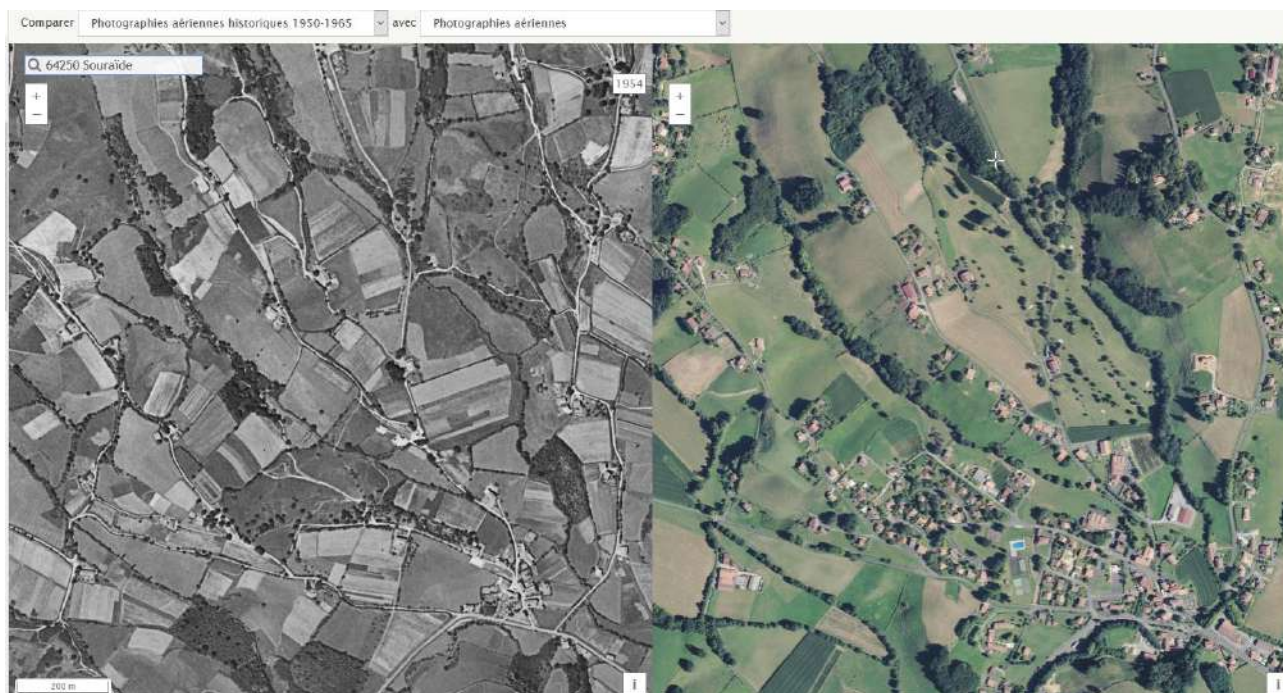 Comparer Photographies aériennes historiques 1950-1965 avec Photographies aériennes
64250 Souraïde
1954
+
−
+
−
200 m
i
i